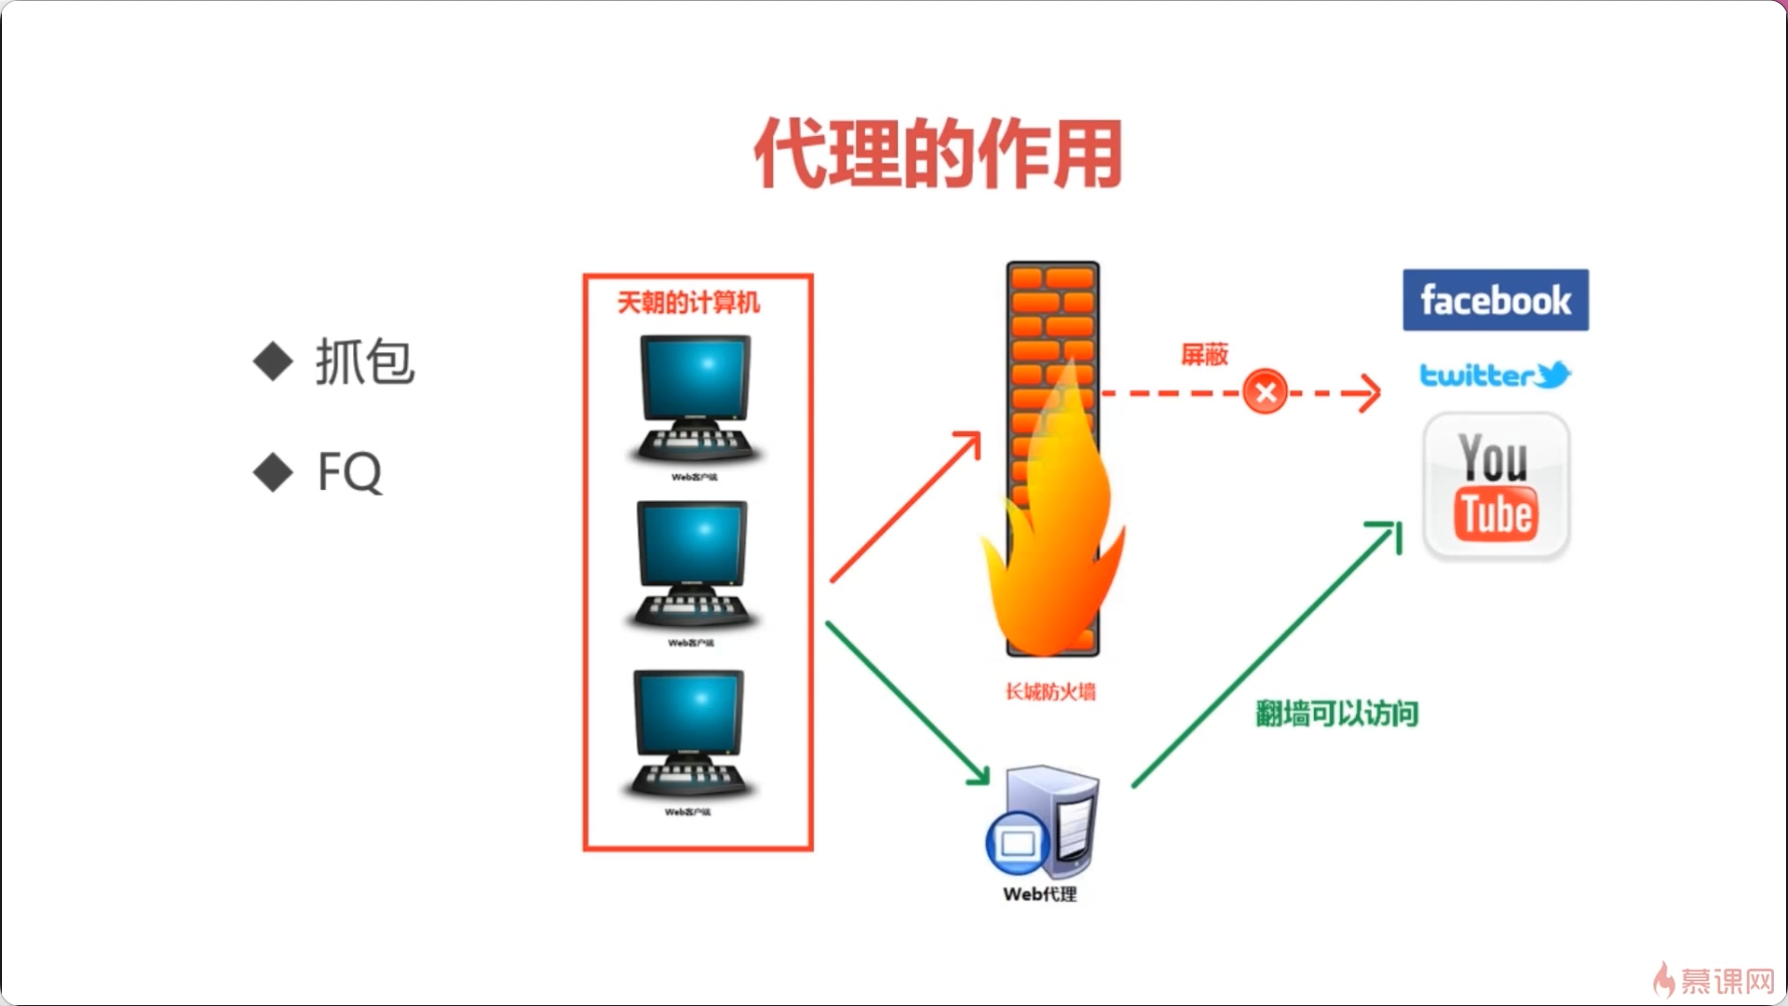 代理的作用
抓包
FQ
天朝的计算机
Web客户端
Web客户端
Web客户端
长城防火墙
屏蔽
facebook
twitter
You
Tube
翻墙可以访问
Web代理
慕课网